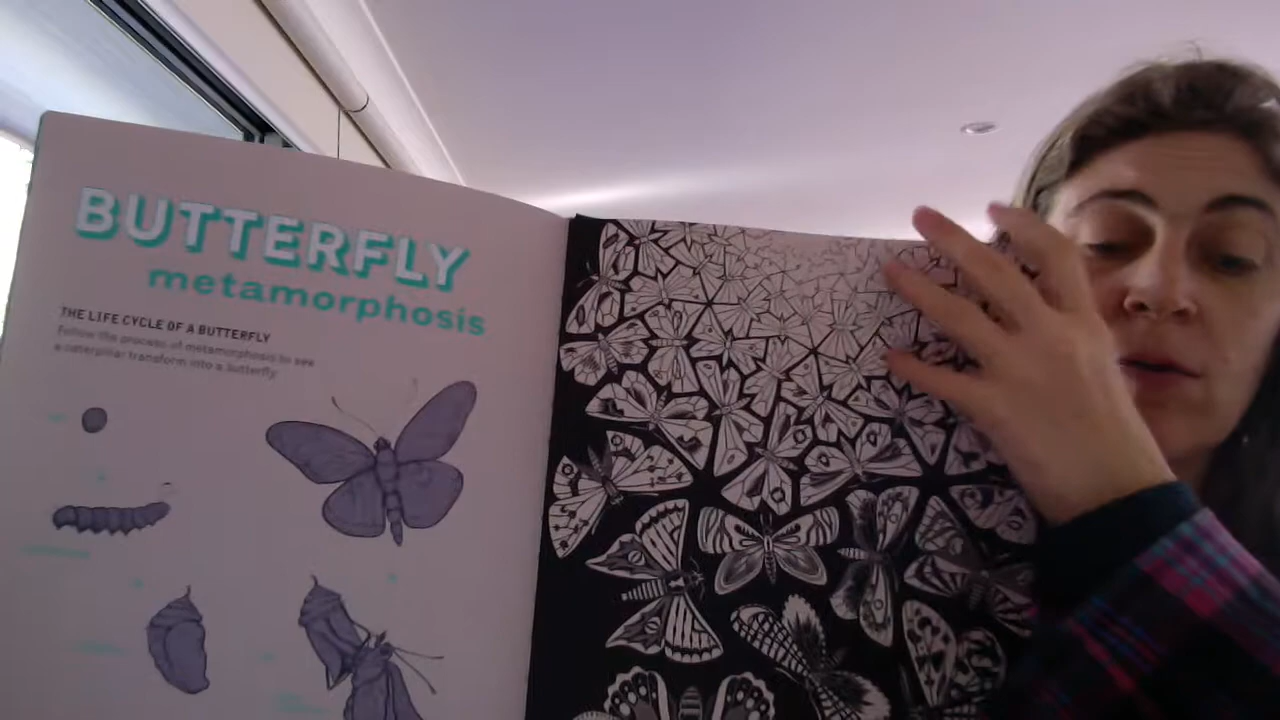 BUTTERFLY
metamorphosis
THE LIFE CYCLE OF A BUTTERFLY
Follow the process of metamorphosis to see
a caterpillar transform into a butterfly